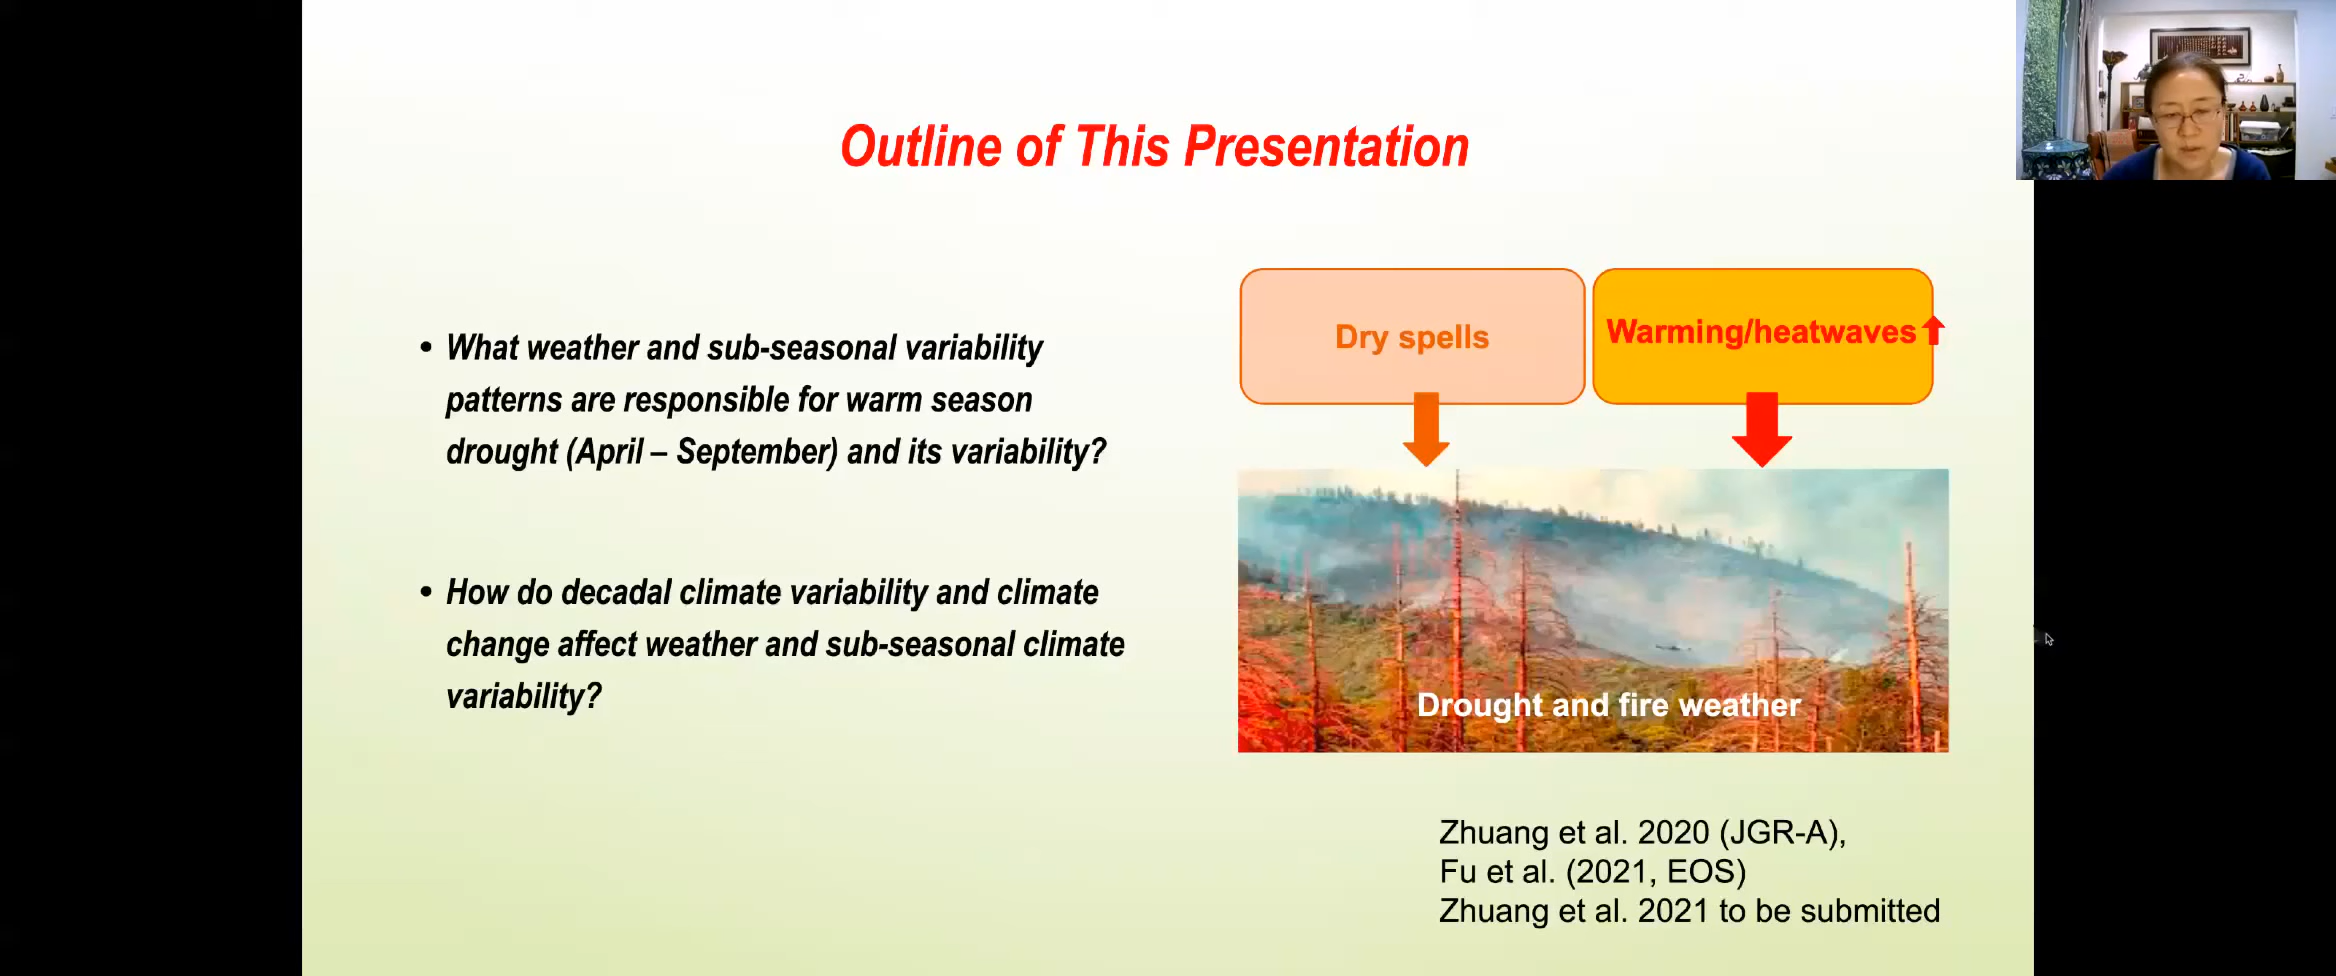 Outline of This Presentation
• What weather and sub-seasonal variability
patterns are responsible for warm season
drought (April – September) and its variability?
• How do decadal climate variability and climate
change affect weather and sub-seasonal climate
variability?
Dry spells
Warming/heatwaves
Drought and fire weather
Zhuang et al. 2020 (JGR-A),
Fu et al. (2021, EOS)
Zhuang et al. 2021 to be submitted